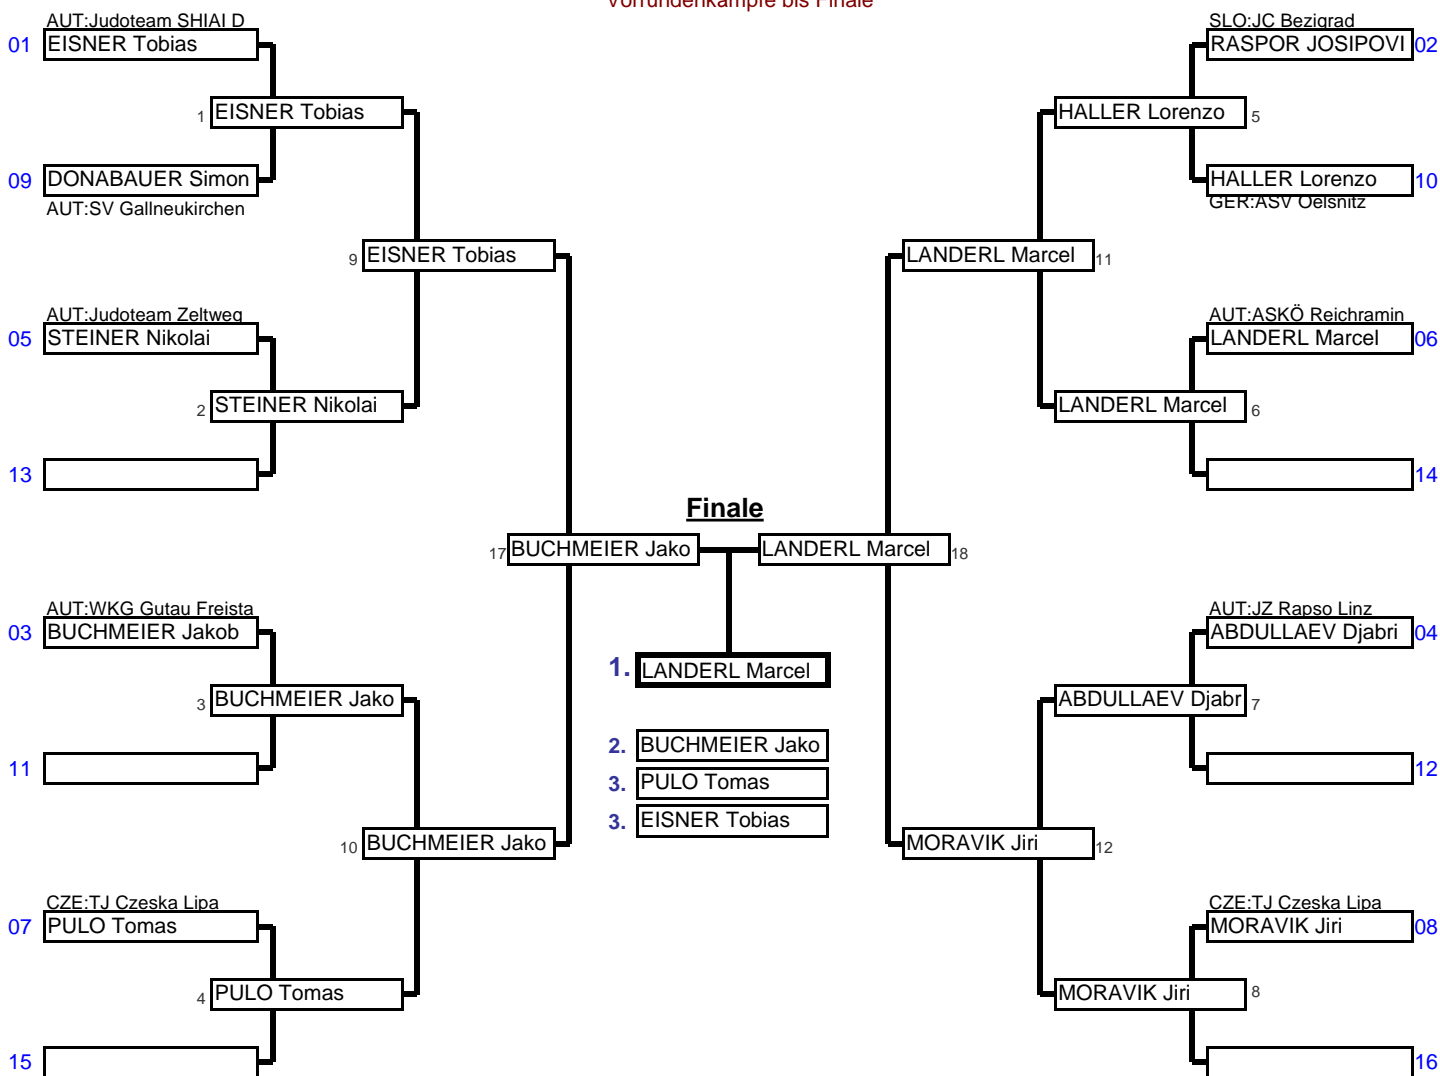 Vorrundenkämpfe bis Finale
AUT:Judoteam SHIAI D
01 EISNER Tobias
1 EISNER Tobias
09 DONABAUER Simon
AUT:SV Gallneukirchen
9 EISNER Tobias
AUT:Judoteam Zeltweg
05 STEINER Nikolai
2 STEINER Nikolai
13
17 BUCHMEIER Jako
AUT:WKG Gutau Freista
03 BUCHMEIER Jakob
3 BUCHMEIER Jako
11
10 BUCHMEIER Jako
CZE:TJ Czeska Lipa
07 PULO Tomas
4 PULO Tomas
15
Finale
1. LANDERL Marcel
2. BUCHMEIER Jako
3. PULO Tomas
3. EISNER Tobias
SLO:JC Bezigrad
RASPOR JOSIPOVI 02
HALLER Lorenzo 5
HALLER Lorenzo 10
GER:ASV Oelsnitz
LANDERL Marcel 11
AUT:ASKÖ Reichramin
LANDERL Marcel 06
LANDERL Marcel 6
14
LANDERL Marcel 18
AUT:JZ Rapso Linz
ABDULLAEV Djabri 04
ABDULLAEV Djabr 7
12
MORAVIK Jiri 12
CZE:TJ Czeska Lipa
MORAVIK Jiri 08
MORAVIK Jiri 8
16